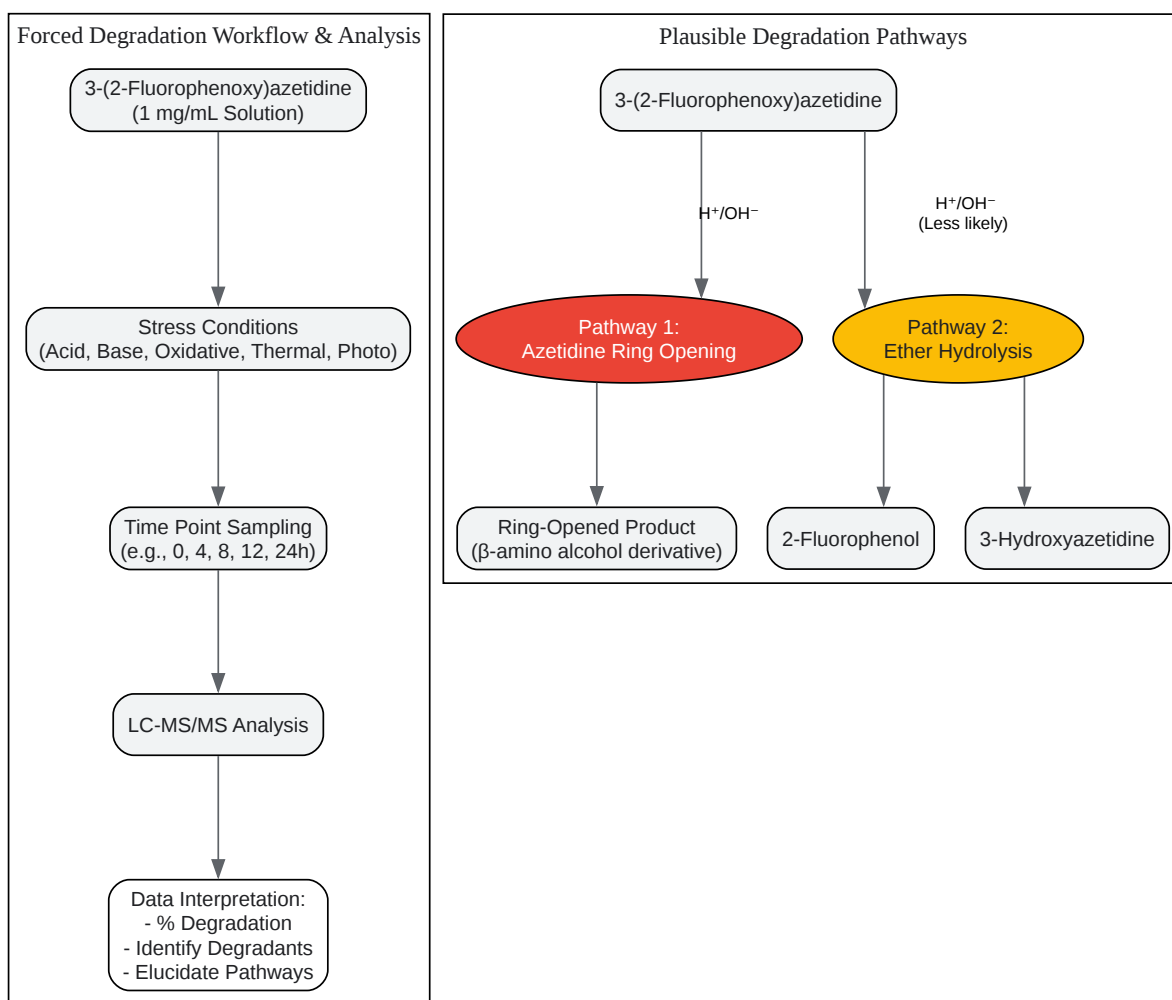 Forced Degradation Workflow & Analysis
3-(2-Fluorophenoxy)azetidine
(1 mg/mL Solution)
Stress Conditions
(Acid, Base, Oxidative, Thermal, Photo)
Time Point Sampling
(e.g., 0, 4, 8, 12, 24h)
LC-MS/MS Analysis
Data Interpretation:
- % Degradation
- Identify Degradants
- Elucidate Pathways
Plausible Degradation Pathways
3-(2-Fluorophenoxy)azetidine
H⁺/OH⁻
H⁺/OH⁻
(Less likely)
Pathway 1:
Azetidine Ring Opening
Pathway 2:
Ether Hydrolysis
Ring-Opened Product
(β-amino alcohol derivative)
2-Fluorophenol
3-Hydroxyazetidine